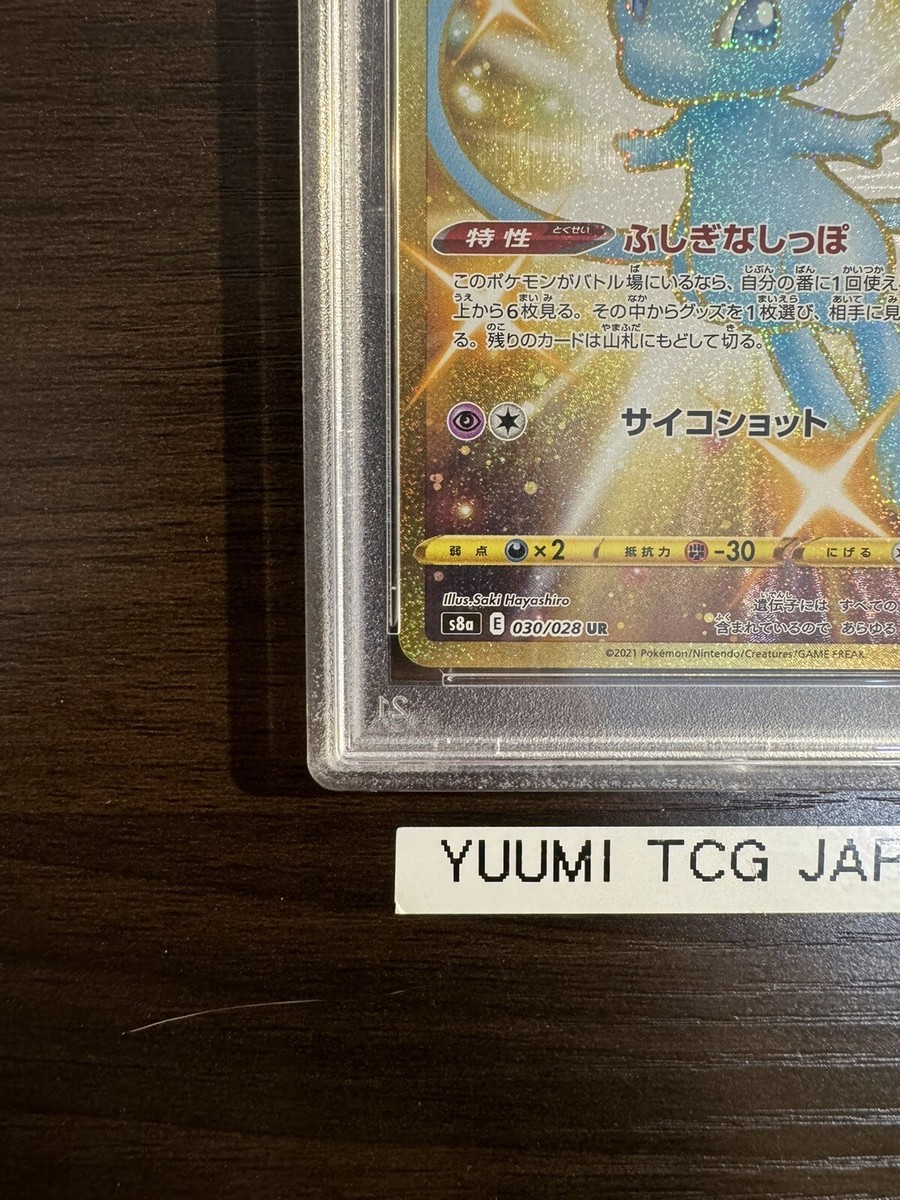 特性 とくせい ふしぎなしっぽ
このポケモンがバトル場にいるなら、自分の番に1回使え
上から6枚見る。その中からグッズを1枚選び、相手に見
る。残りのカードは山札にもどして切る。
サイコショット
弱点 ×2 抵抗力 -30 にげる
Illus.Saki Hayashiro
遺伝子には すべての
s8a E 030/028 UR
含まれているので あらゆる
©2021 Pokémon/Nintendo/Creatures/GAME FREAK
21
YUUMI TCG JAP